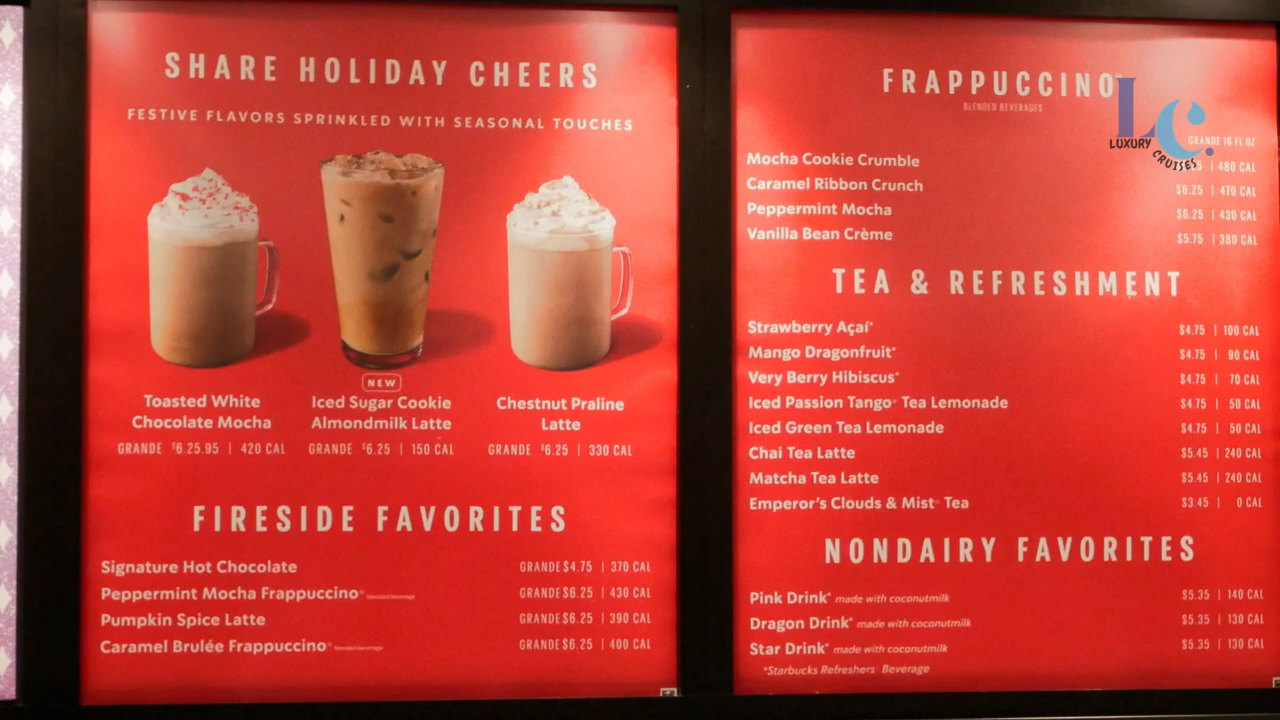 SHARE HOLIDAY CHEERS
FESTIVE FLAVORS SPRINKLED WITH SEASONAL TOUCHES
Toasted White
Chocolate Mocha
GRANDE $6.25.95 | 420 CAL
NEW
Iced Sugar Cookie
Almondmilk Latte
GRANDE $6.25 | 150 CAL
Chestnut Praline
Latte
GRANDE $6.25 | 330 CAL
FIRESIDE FAVORITES
Signature Hot Chocolate GRANDE $4.75 | 370 CAL
Peppermint Mocha Frappuccino® blended beverage GRANDE $6.25 | 430 CAL
Pumpkin Spice Latte GRANDE $6.25 | 390 CAL
Caramel Brulée Frappuccino® blended beverage GRANDE $6.25 | 400 CAL
FRAPPUCCINO
BLENDED BEVERAGES
LC.
LUXURY CRUISES
GRANDE 16 FL OZ
Mocha Cookie Crumble | 480 CAL
Caramel Ribbon Crunch $6.25 | 470 CAL
Peppermint Mocha $6.25 | 430 CAL
Vanilla Bean Crème $5.75 | 380 CAL
TEA & REFRESHMENT
Strawberry Açaí* $4.75 | 100 CAL
Mango Dragonfruit* $4.75 | 90 CAL
Very Berry Hibiscus* $4.75 | 70 CAL
Iced Passion Tango® Tea Lemonade $4.75 | 50 CAL
Iced Green Tea Lemonade $4.75 | 50 CAL
Chai Tea Latte $5.45 | 240 CAL
Matcha Tea Latte $5.45 | 240 CAL
Emperor's Clouds & Mist® Tea $3.45 | 0 CAL
NONDAIRY FAVORITES
Pink Drink* made with coconutmilk $5.35 | 140 CAL
Dragon Drink* made with coconutmilk $5.35 | 130 CAL
Star Drink* made with coconutmilk $5.35 | 130 CAL
*Starbucks Refreshers® Beverage